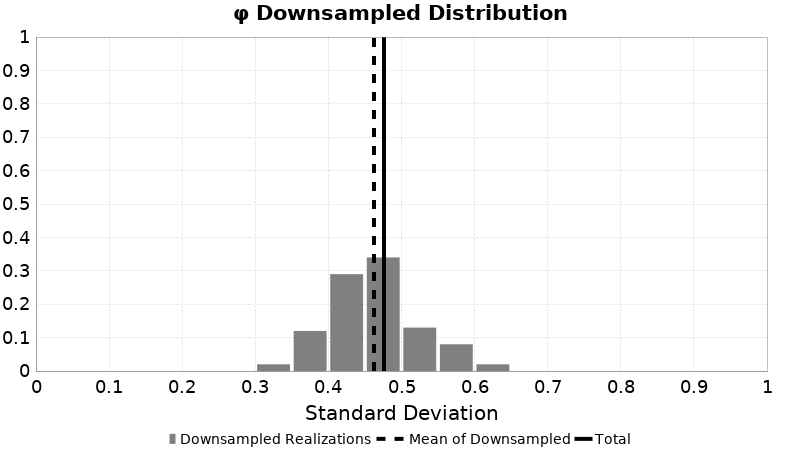 φ Downsampled Distribution
1
0.9
0.8
0.7
0.6
0.5
0.4
0.3
0.2
0.1
0
0 0.1 0.2 0.3 0.4 0.5 0.6 0.7 0.8 0.9 1
Standard Deviation
Downsampled Realizations Mean of Downsampled Total